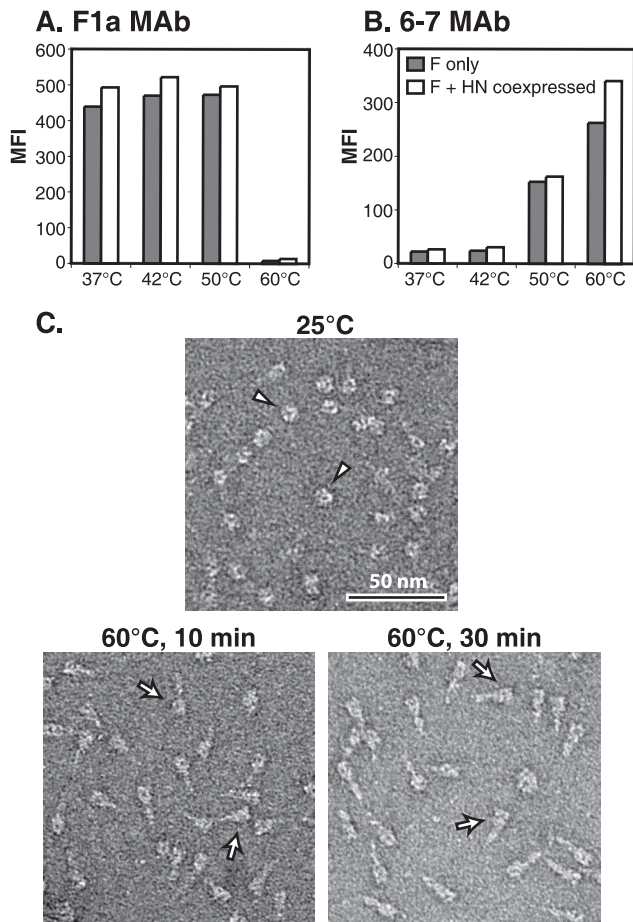 A. F1a MAb
600
500
400
300
200
100
0
MFI
37°C 42°C 50°C 60°C
B. 6-7 MAb
400
300
200
100
0
MFI
F only
F + HN coexpressed
37°C 42°C 50°C 60°C
C.
25°C
50 nm
60°C, 10 min
60°C, 30 min